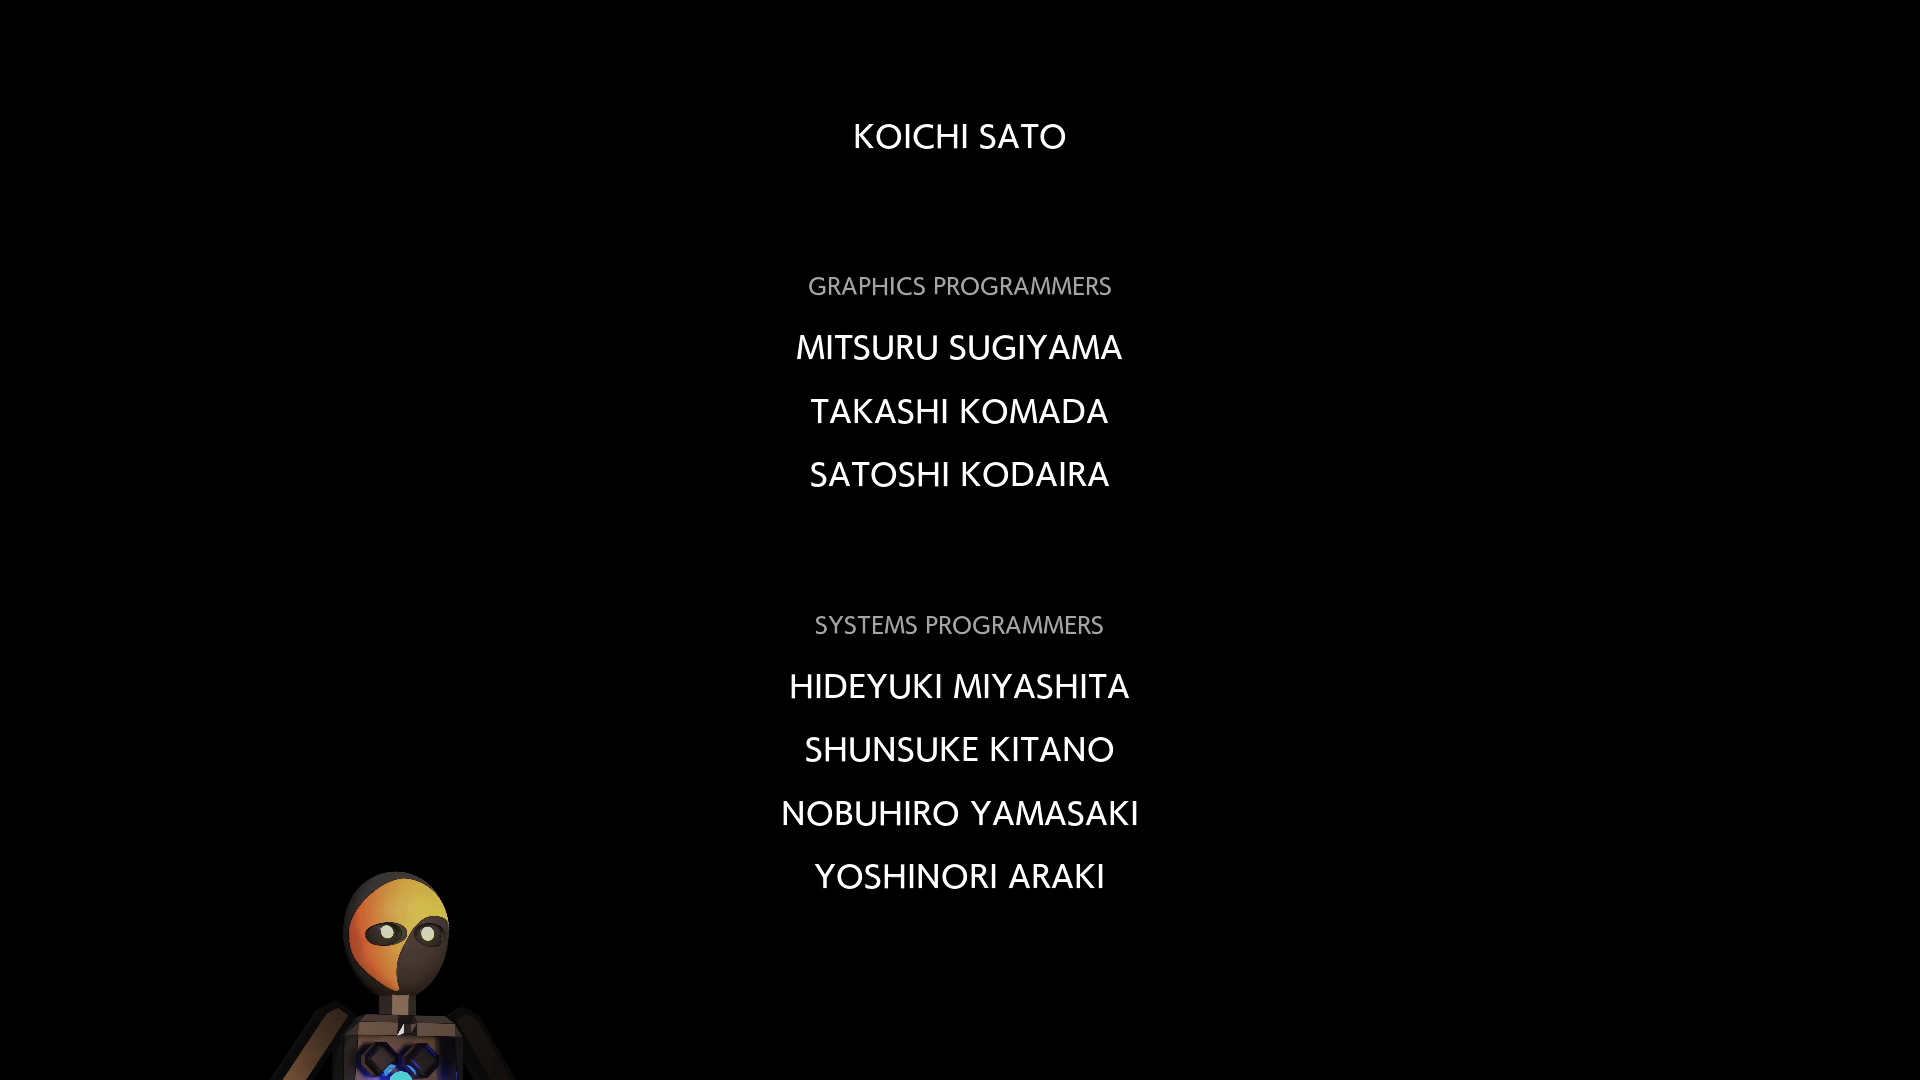 KOICHI SATO
GRAPHICS PROGRAMMERS
MITSURU SUGIYAMA
TAKASHI KOMADA
SATOSHI KODAIRA
SYSTEMS PROGRAMMERS
HIDEYUKI MIYASHITA
SHUNSUKE KITANO
NOBUHIRO YAMASAKI
YOSHINORI ARAKI